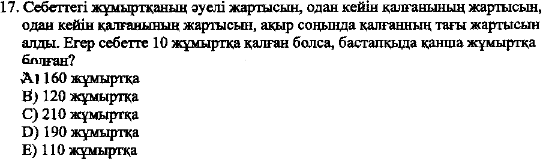 17. Себеттегі жұмыртқаның әуелі жартысын, одан кейін қалғанының жартысын,
одан кейін қалғанының жартысын, ақыр соңында қалғанның тағы жартысын
алды. Егер себетте 10 жұмыртқа қалған болса, бастапқыда қанша жұмыртқа
болған?
A) 160 жұмыртқа
B) 120 жұмыртқа
C) 210 жұмыртқа
D) 190 жұмыртқа
E) 110 жұмыртқа